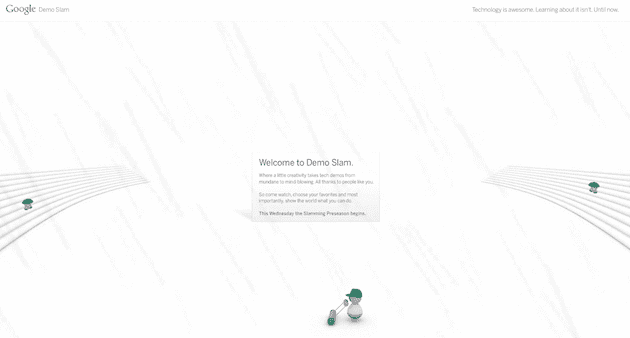 Google Demo Slam
Technology is awesome. Learning about it isn't. Until now.
Welcome to Demo Slam.
Where a little creativity takes tech demos from
mundane to mind blowing. All thanks to people like you.
So come watch, choose your favorites and most
importantly, show the world what you can do.
This Wednesday the Slamming Preseason begins.